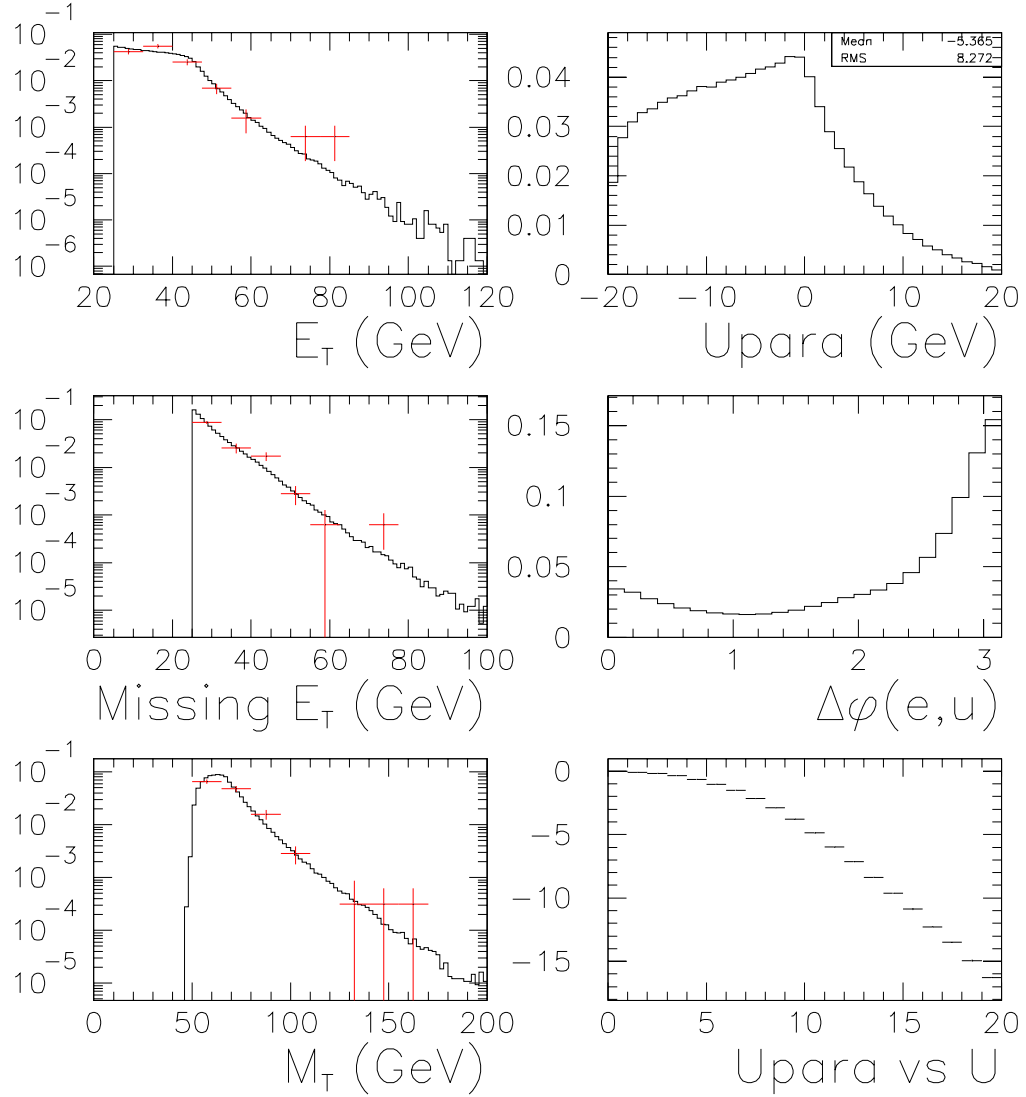 10⁻¹
10⁻²
10⁻³
10⁻⁴
10⁻⁵
10⁻⁶
20 40 60 80 100 120
E_T (GeV)
Mean −5.365
RMS 8.272
0.04
0.03
0.02
0.01
0
−20 −10 0 10 20
Upara (GeV)
10⁻¹
10⁻²
10⁻³
10⁻⁴
10⁻⁵
0 20 40 60 80 100
Missing E_T (GeV)
0.15
0.1
0.05
0
0 1 2 3
Δφ(e,u)
10⁻¹
10⁻²
10⁻³
10⁻⁴
10⁻⁵
0 50 100 150 200
M_T (GeV)
0
−5
−10
−15
0 5 10 15 20
Upara vs U